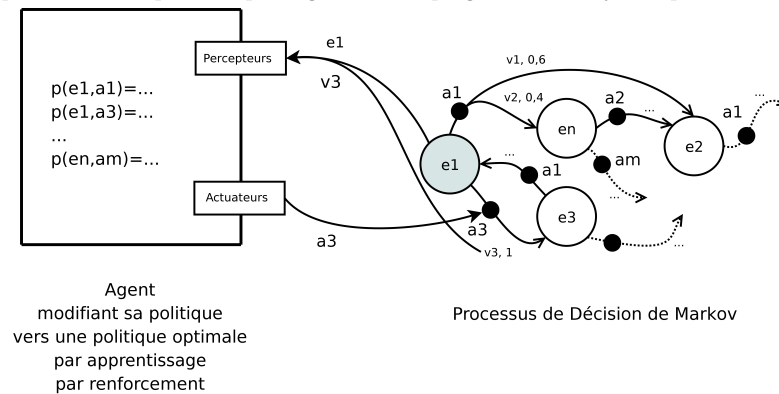 e1
Percepteurs
v3
p(e1,a1)=...
p(e1,a3)=...
...
p(en,am)=...
Actuateurs
a3
v1, 0,6
a1
v2, 0,4
a2
...
...
a1
en
e2
e1
...
a1
am
...
e3
a3
v3, 1
...
Agent
modifiant sa politique
vers une politique optimale
par apprentissage
par renforcement
Processus de Décision de Markov